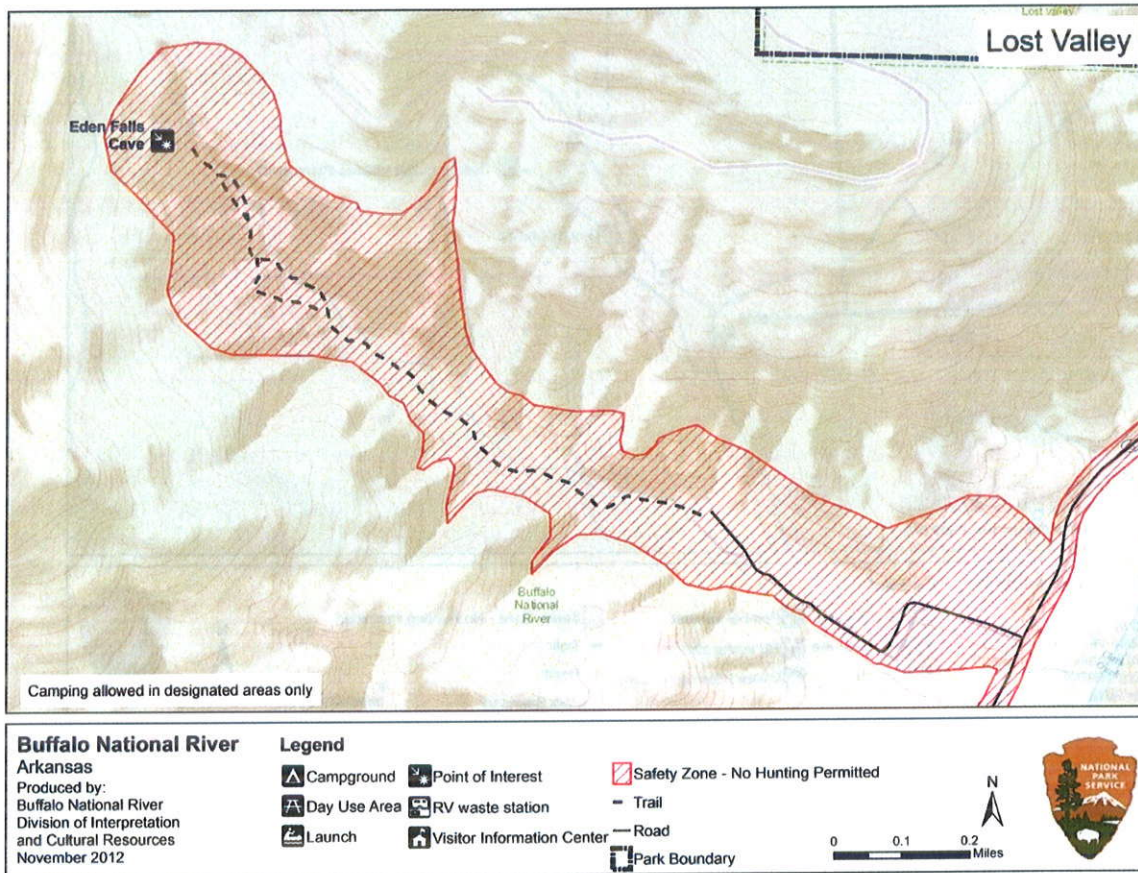 Lost Valley
Lost Valley
Eden Falls
Cave
Buffalo
National
River
Camping allowed in designated areas only
Buffalo National River
Arkansas
Produced by:
Buffalo National River
Division of Interpretation
and Cultural Resources
November 2012
Legend
Campground
Day Use Area
Launch
Point of Interest
RV waste station
Visitor Information Center
Safety Zone - No Hunting Permitted
Trail
Road
Park Boundary
N
0 0.1 0.2
Miles
NATIONAL
PARK
SERVICE